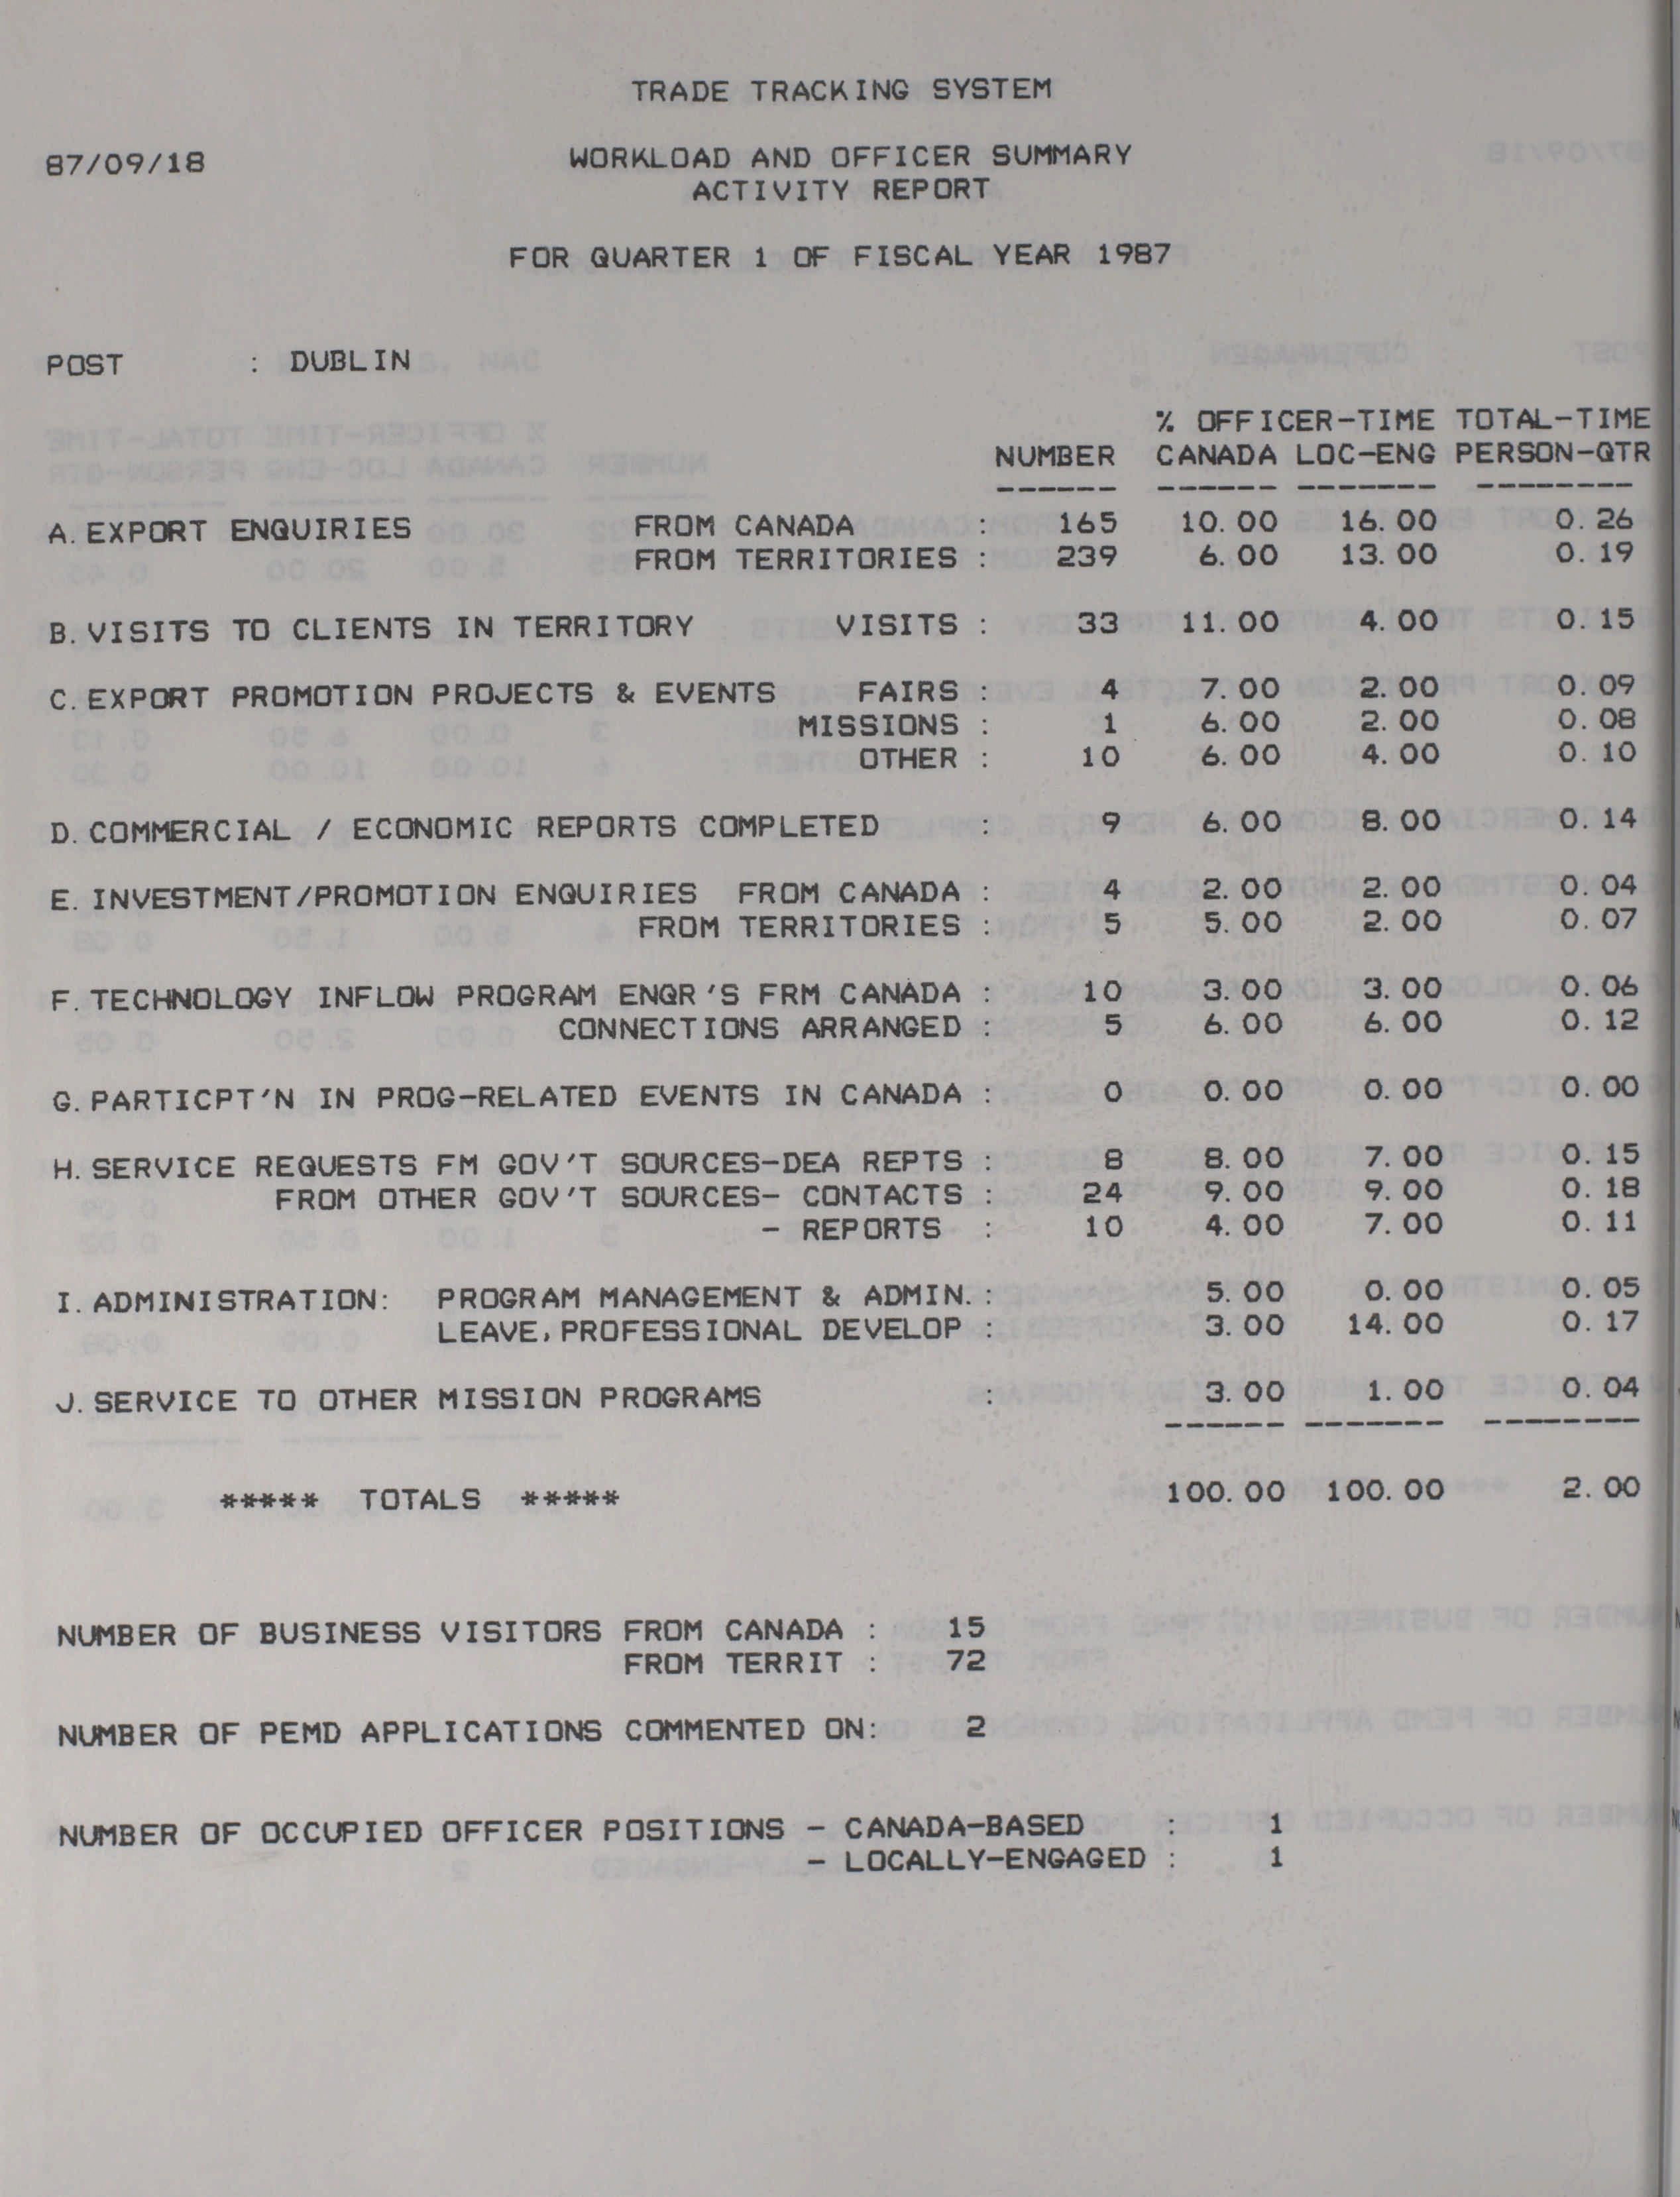 TRADE TRACKING SYSTEM
87/09/18 WORKLOAD AND OFFICER SUMMARY
ACTIVITY REPORT
FOR QUARTER 1 OF FISCAL YEAR 1987
POST : DUBLIN
% OFFICER-TIME TOTAL-TIME
NUMBER CANADA LOC-ENG PERSON-QTR
------ ------ ------- --------
A. EXPORT ENQUIRIES FROM CANADA : 165 10.00 16.00 0.26
FROM TERRITORIES : 239 6.00 13.00 0.19
B. VISITS TO CLIENTS IN TERRITORY VISITS : 33 11.00 4.00 0.15
C. EXPORT PROMOTION PROJECTS & EVENTS FAIRS : 4 7.00 2.00 0.09
MISSIONS : 1 6.00 2.00 0.08
OTHER : 10 6.00 4.00 0.10
D. COMMERCIAL / ECONOMIC REPORTS COMPLETED : 9 6.00 8.00 0.14
E. INVESTMENT/PROMOTION ENQUIRIES FROM CANADA : 4 2.00 2.00 0.04
FROM TERRITORIES : 5 5.00 2.00 0.07
F. TECHNOLOGY INFLOW PROGRAM ENQR'S FRM CANADA : 10 3.00 3.00 0.06
CONNECTIONS ARRANGED : 5 6.00 6.00 0.12
G. PARTICPT'N IN PROG-RELATED EVENTS IN CANADA : 0 0.00 0.00 0.00
H. SERVICE REQUESTS FM GOV'T SOURCES-DEA REPTS : 8 8.00 7.00 0.15
FROM OTHER GOV'T SOURCES- CONTACTS : 24 9.00 9.00 0.18
- REPORTS : 10 4.00 7.00 0.11
I. ADMINISTRATION: PROGRAM MANAGEMENT & ADMIN. : 5.00 0.00 0.05
LEAVE, PROFESSIONAL DEVELOP : 3.00 14.00 0.17
J. SERVICE TO OTHER MISSION PROGRAMS : 3.00 1.00 0.04
------ ------- --------
***** TOTALS ***** 100.00 100.00 2.00
NUMBER OF BUSINESS VISITORS FROM CANADA : 15
FROM TERRIT : 72
NUMBER OF PEMD APPLICATIONS COMMENTED ON: 2
NUMBER OF OCCUPIED OFFICER POSITIONS - CANADA-BASED : 1
- LOCALLY-ENGAGED : 1